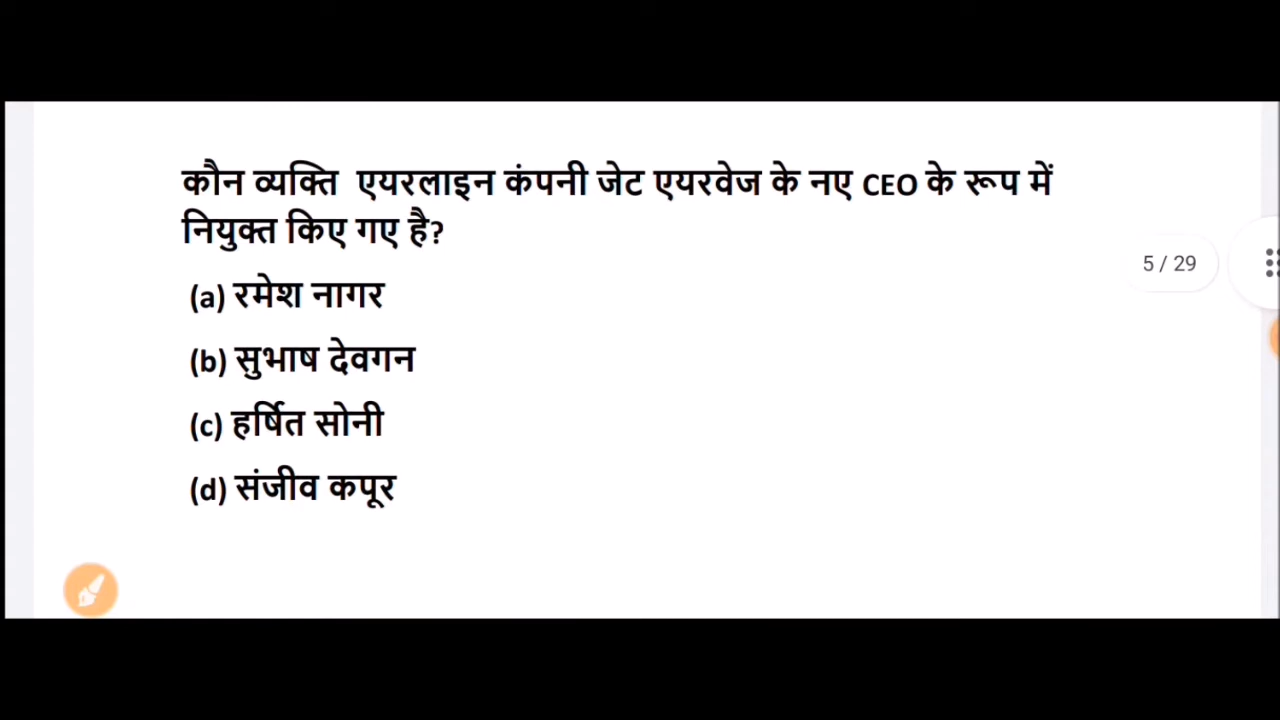 कौन व्यक्ति एयरलाइन कंपनी जेट एयरवेज के नए CEO के रूप में
नियुक्त किए गए है?
5 / 29
(a) रमेश नागर
(b) सुभाष देवगन
(c) हर्षित सोनी
(d) संजीव कपूर